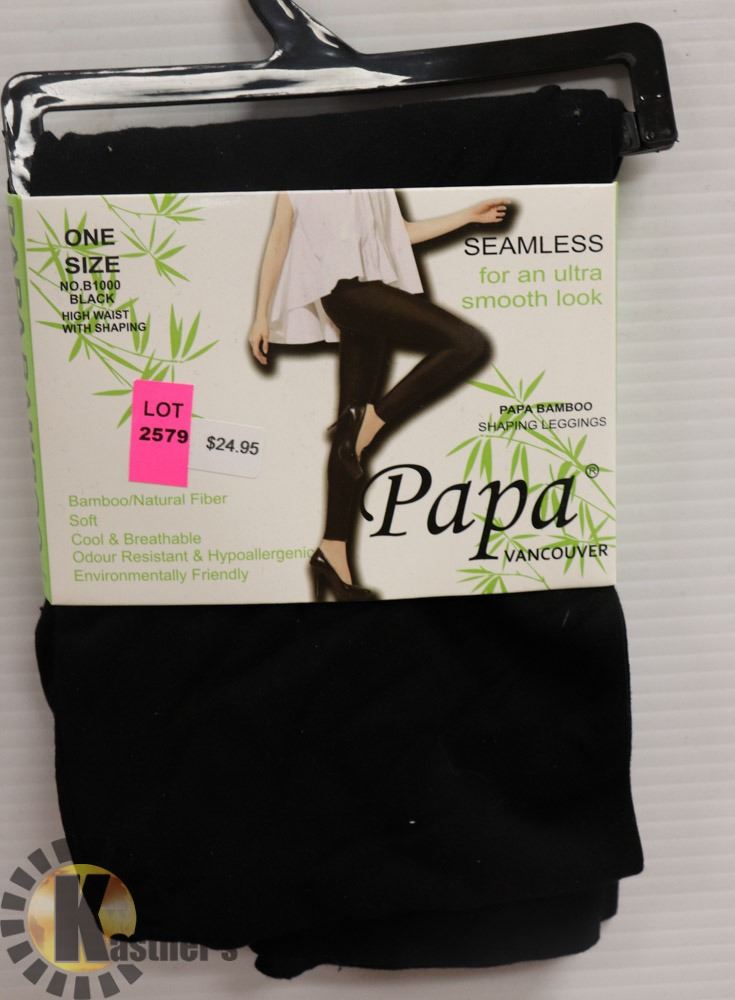 ONE
SIZE
NO.B1000
BLACK
HIGH WAIST
WITH SHAPING
SEAMLESS
for an ultra
smooth look
LOT
2579
$24.95
PAPA BAMBOO
SHAPING LEGGINGS
Papa®
VANCOUVER
Bamboo/Natural Fiber
Soft
Cool & Breathable
Odour Resistant & Hypoallergenic
Environmentally Friendly
Kastner's